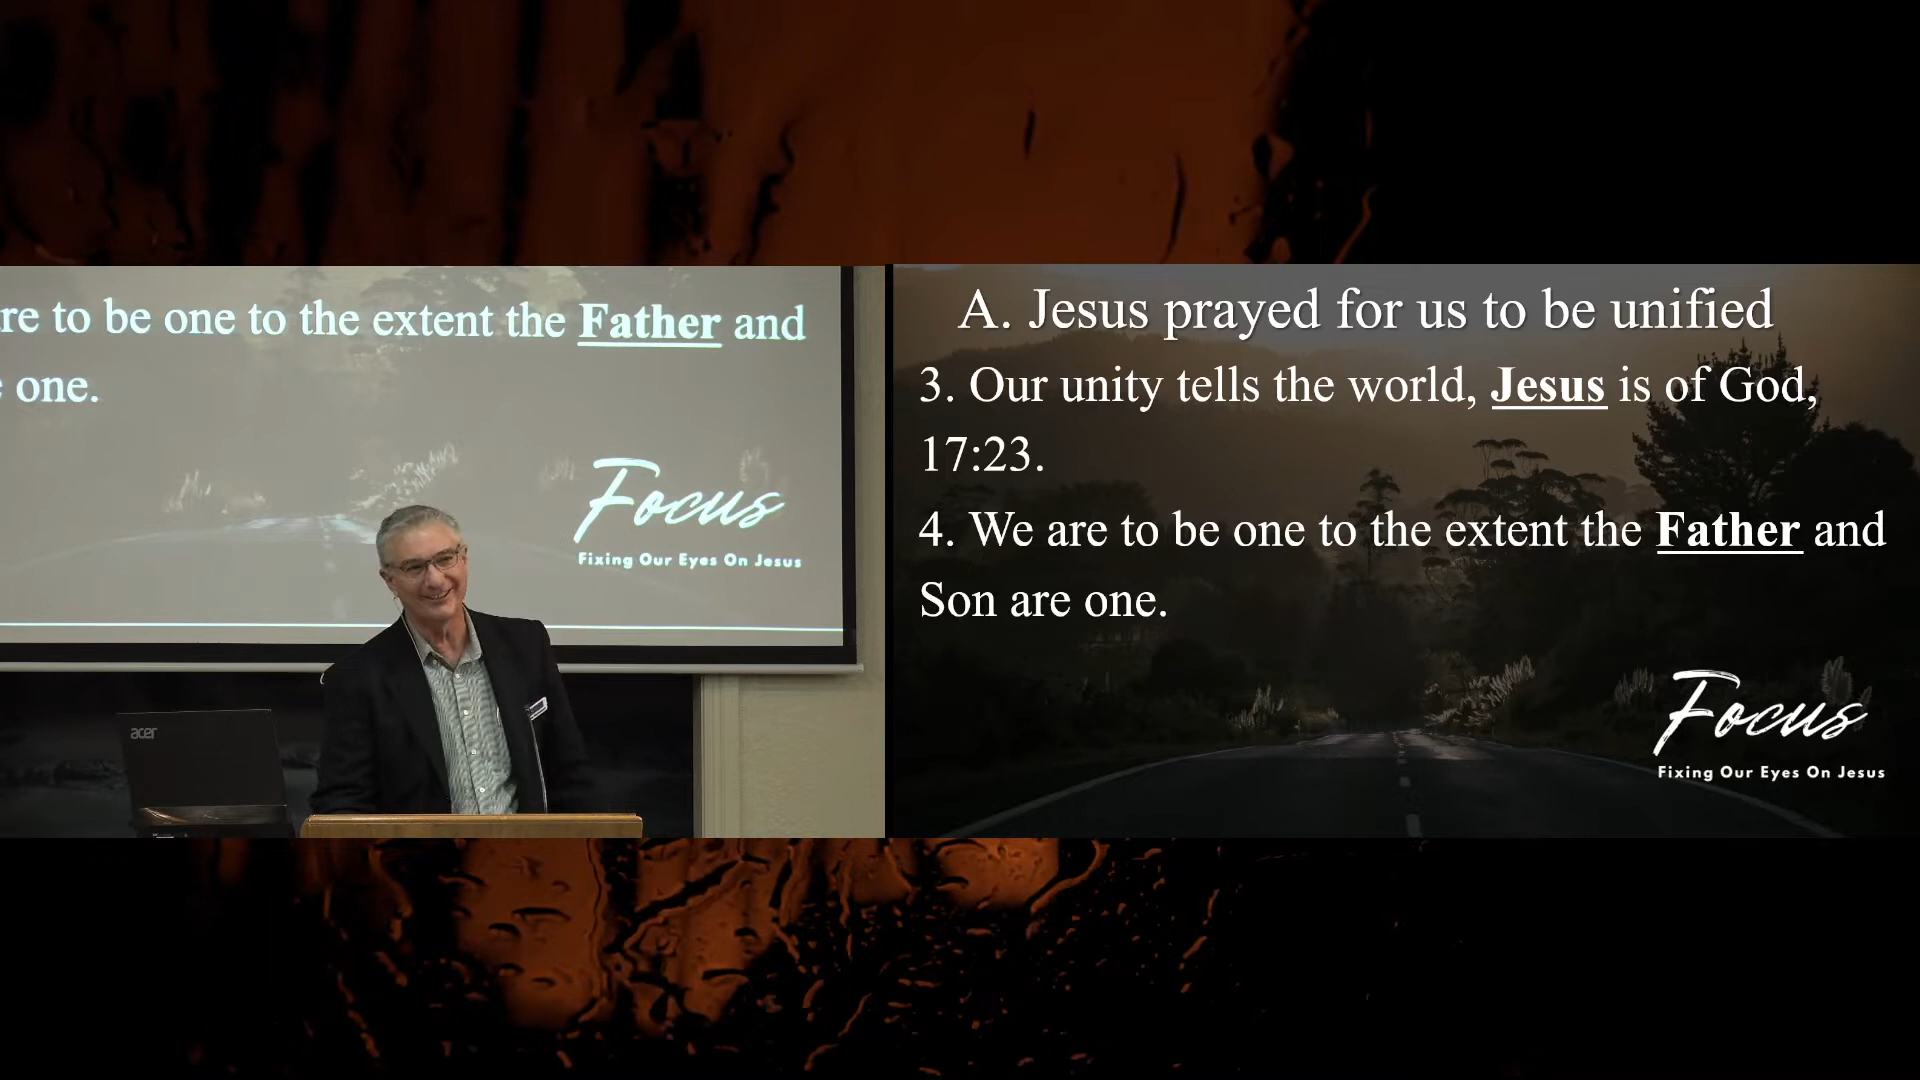 re to be one to the extent the Father and
one.
Focus
Fixing Our Eyes On Jesus
acer
A. Jesus prayed for us to be unified
3. Our unity tells the world, Jesus is of God,
17:23.
4. We are to be one to the extent the Father and
Son are one.
Focus
Fixing Our Eyes On Jesus